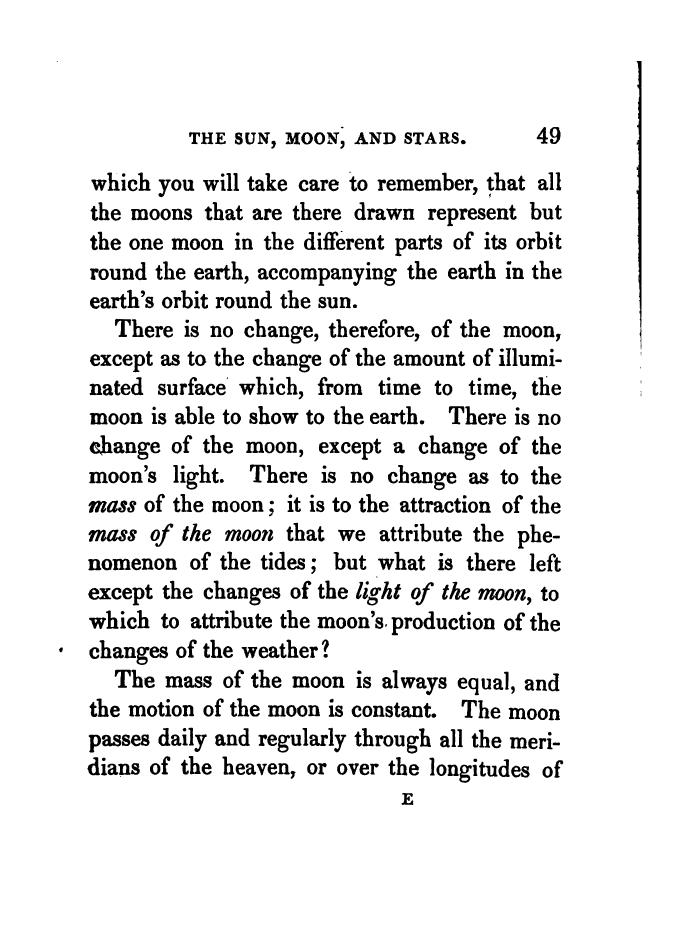 THE SUN, MOON, AND STARS. 49
which you will take care to remember, that all
the moons that are there drawn represent but
the one moon in the different parts of its orbit
round the earth, accompanying the earth in the
earth's orbit round the sun.
There is no change, therefore, of the moon,
except as to the change of the amount of illumi-
nated surface which, from time to time, the
moon is able to show to the earth. There is no
change of the moon, except a change of the
moon's light. There is no change as to the
mass of the moon; it is to the attraction of the
mass of the moon that we attribute the phe-
nomenon of the tides; but what is there left
except the changes of the light of the moon, to
which to attribute the moon's production of the
changes of the weather?
The mass of the moon is always equal, and
the motion of the moon is constant. The moon
passes daily and regularly through all the meri-
dians of the heaven, or over the longitudes of
E